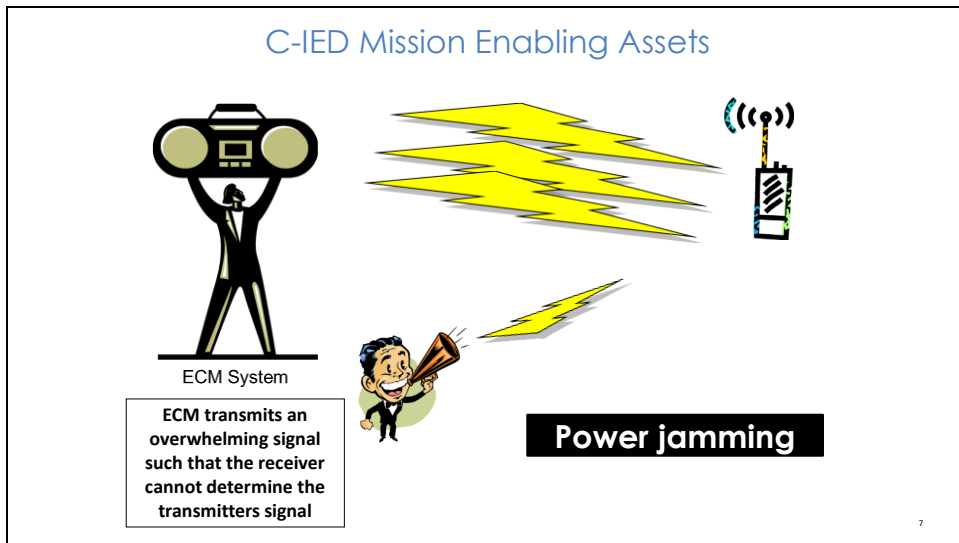 C-IED Mission Enabling Assets
ECM System
ECM transmits an
overwhelming signal
such that the receiver
cannot determine the
transmitters signal
Power jamming
7